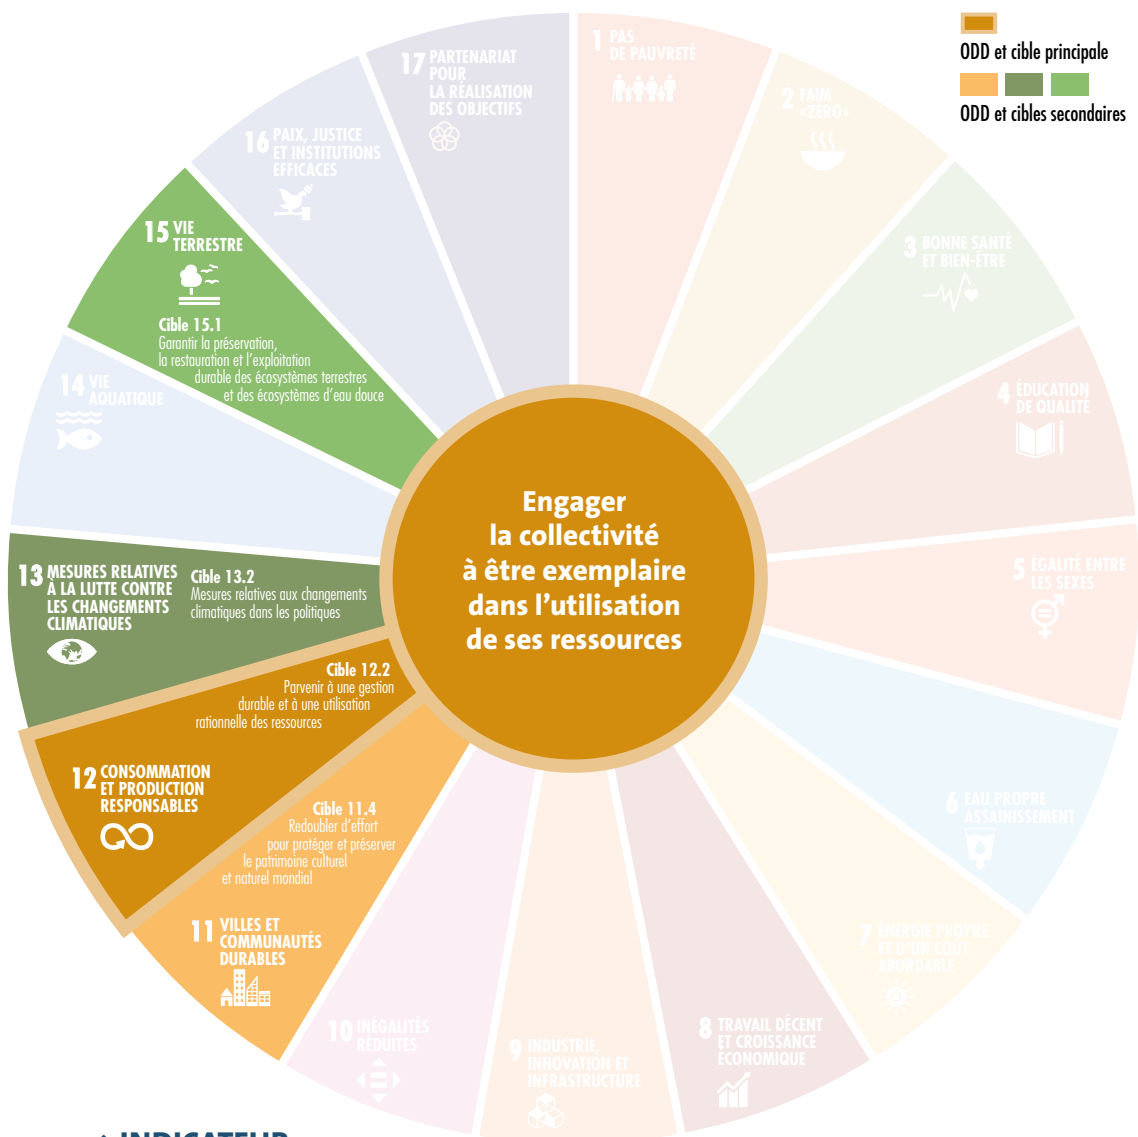 ODD et cible principale
ODD et cibles secondaires
1 PAS
DE PAUVRETÉ
2 FAIM
«ZÉRO»
3 BONNE SANTÉ
ET BIEN-ÊTRE
4 ÉDUCATION
DE QUALITÉ
5 ÉGALITÉ ENTRE
LES SEXES
6 EAU PROPRE
ASSAINISSEMENT
7 ÉNERGIE PROPRE
ET D'UN COÛT
ABORDABLE
8 TRAVAIL DÉCENT
ET CROISSANCE
ÉCONOMIQUE
9 INDUSTRIE,
INNOVATION ET
INFRASTRUCTURE
10 INÉGALITÉS
RÉDUITES
11 VILLES ET
COMMUNAUTÉS
DURABLES
Cible 11.4
Redoubler d'effort
pour protéger et préserver
le patrimoine culturel
et naturel mondial
12 CONSOMMATION
ET PRODUCTION
RESPONSABLES
Cible 12.2
Parvenir à une gestion
durable et à une utilisation
rationnelle des ressources
13 MESURES RELATIVES
À LA LUTTE CONTRE
LES CHANGEMENTS
CLIMATIQUES
Cible 13.2
Mesures relatives aux changements
climatiques dans les politiques
14 VIE
AQUATIQUE
15 VIE
TERRESTRE
Cible 15.1
Garantir la préservation,
la restauration et l'exploitation
durable des écosystèmes terrestres
et des écosystèmes d'eau douce
16 PAIX, JUSTICE
ET INSTITUTIONS
EFFICACES
17 PARTENARIAT
POUR
LA RÉALISATION
DES OBJECTIFS
Engager
la collectivité
à être exemplaire
dans l'utilisation
de ses ressources
INDICATEUR